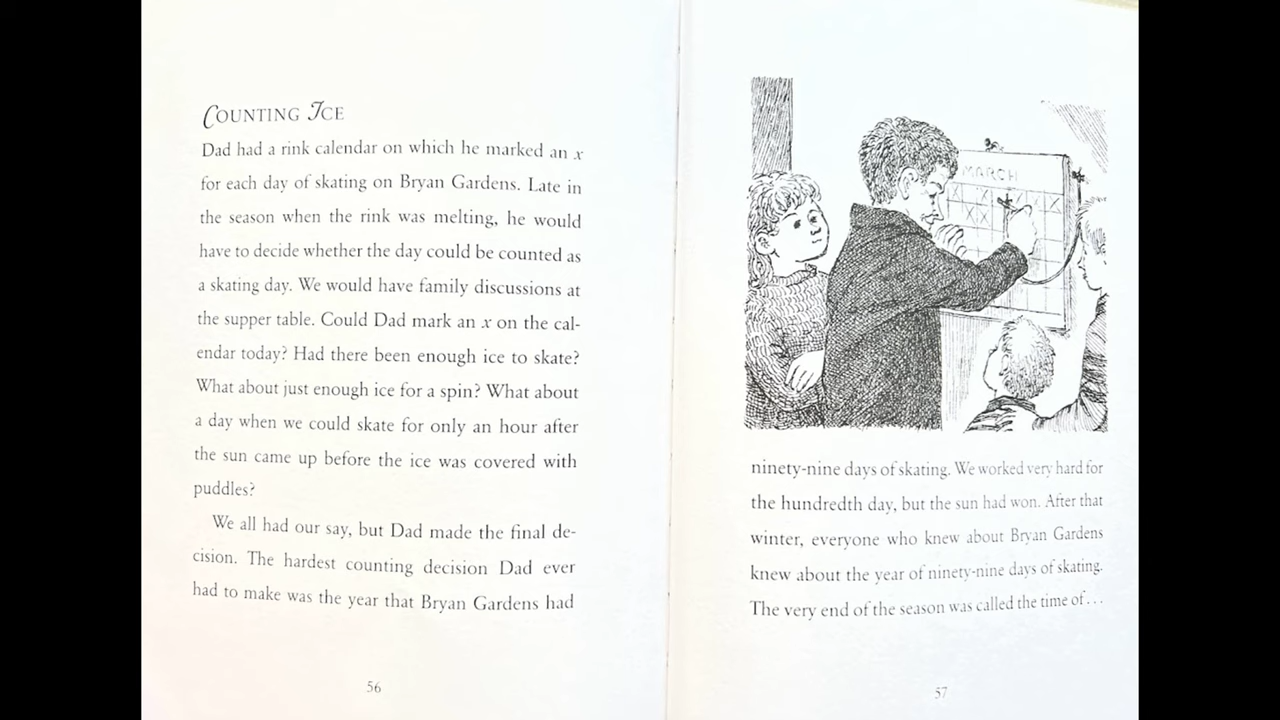 COUNTING ICE
Dad had a rink calendar on which he marked an x
for each day of skating on Bryan Gardens. Late in
the season when the rink was melting, he would
have to decide whether the day could be counted as
a skating day. We would have family discussions at
the supper table. Could Dad mark an x on the cal-
endar today? Had there been enough ice to skate?
What about just enough ice for a spin? What about
a day when we could skate for only an hour after
the sun came up before the ice was covered with
puddles?
We all had our say, but Dad made the final de-
cision. The hardest counting decision Dad ever
had to make was the year that Bryan Gardens had
56
MARCH
X
X
X
X
X
X
ninety-nine days of skating. We worked very hard for
the hundredth day, but the sun had won. After that
winter, everyone who knew about Bryan Gardens
knew about the year of ninety-nine days of skating.
The very end of the season was called the time of . . .
57